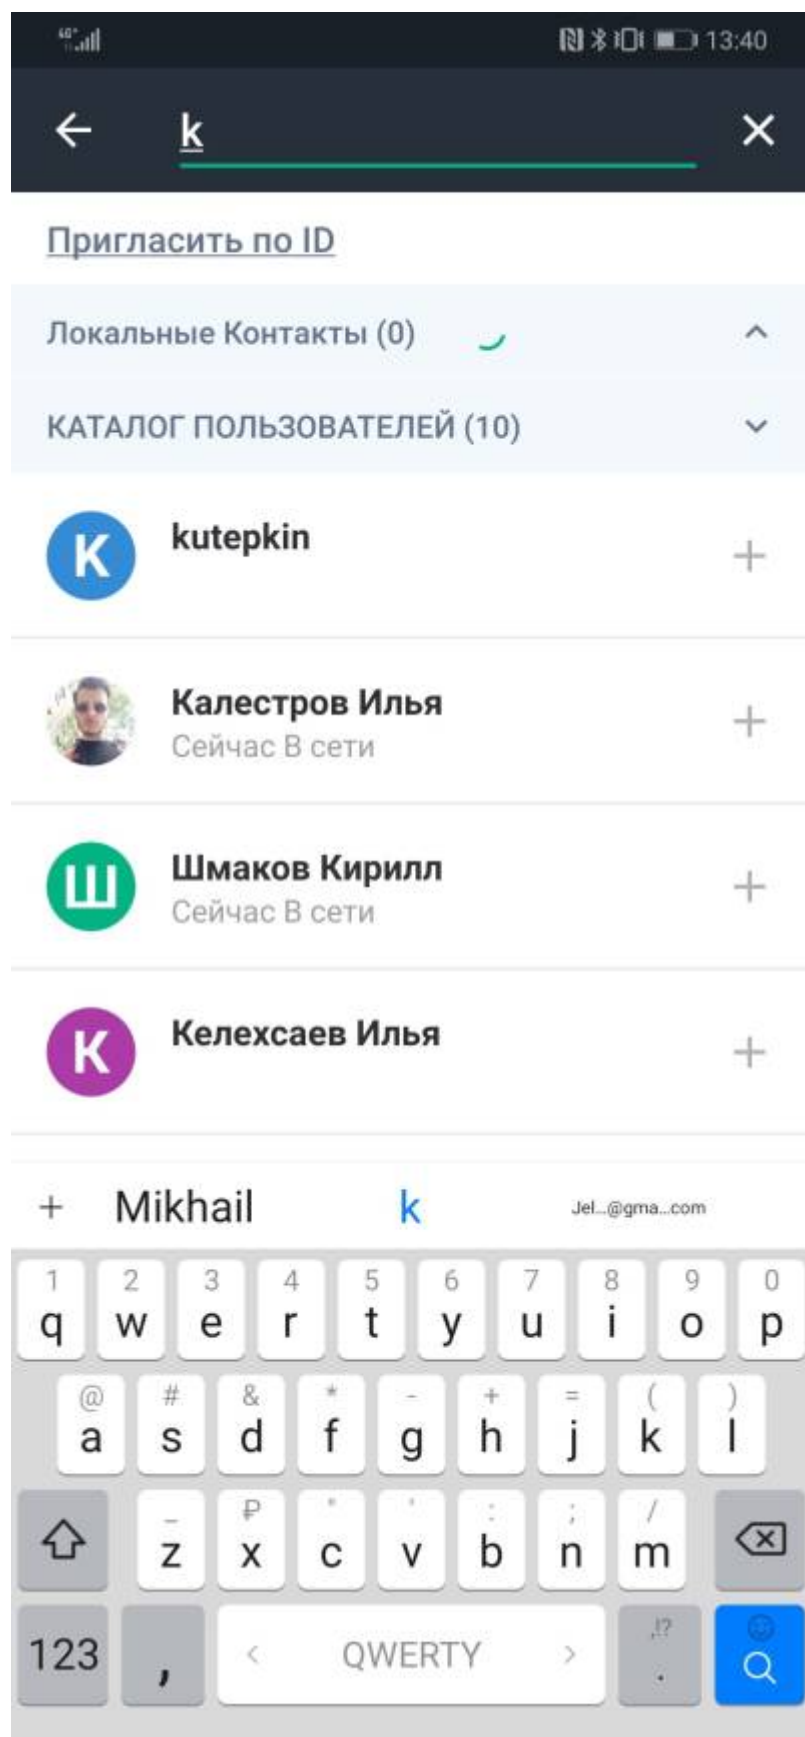 4G+ 13:40
k
Пригласить по ID
Локальные Контакты (0)
КАТАЛОГ ПОЛЬЗОВАТЕЛЕЙ (10)
K
kutepkin
Калестров Илья
Сейчас В сети
Ш
Шмаков Кирилл
Сейчас В сети
К
Келехсаев Илья
+ Mikhail k Jel...@gma...com
1 2 3 4 5 6 7 8 9 0
q w e r t y u i o p
@ # & * - + = ( )
a s d f g h j k l
_ ₽ " ' : ; /
z x c v b n m
,!?
123 , < QWERTY > .